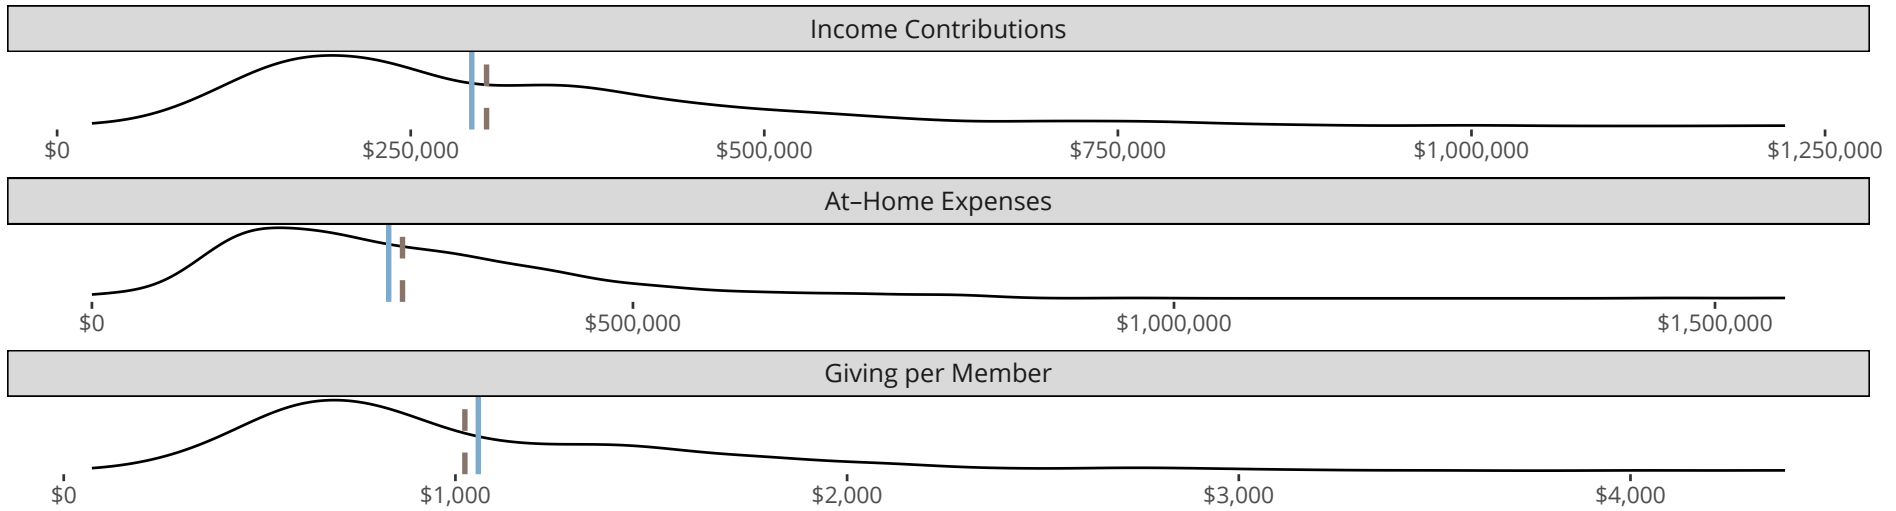 Income Contributions
$0 $250,000 $500,000 $750,000 $1,000,000 $1,250,000
At–Home Expenses
$0 $500,000 $1,000,000 $1,500,000
Giving per Member
$0 $1,000 $2,000 $3,000 $4,000